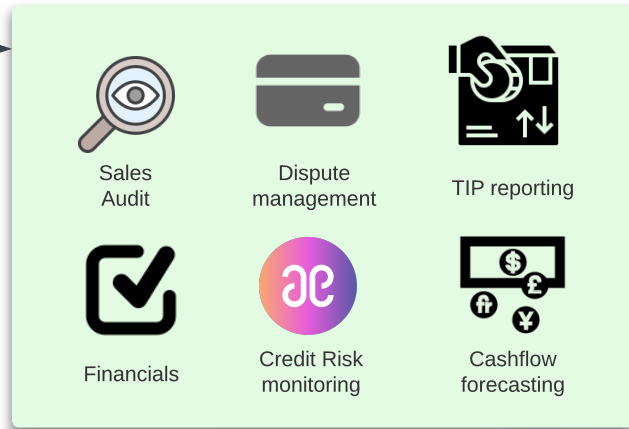 Sales
Audit
Dispute
management
TIP reporting
Financials
Credit Risk
monitoring
$
£
¥
Cashflow
forecasting